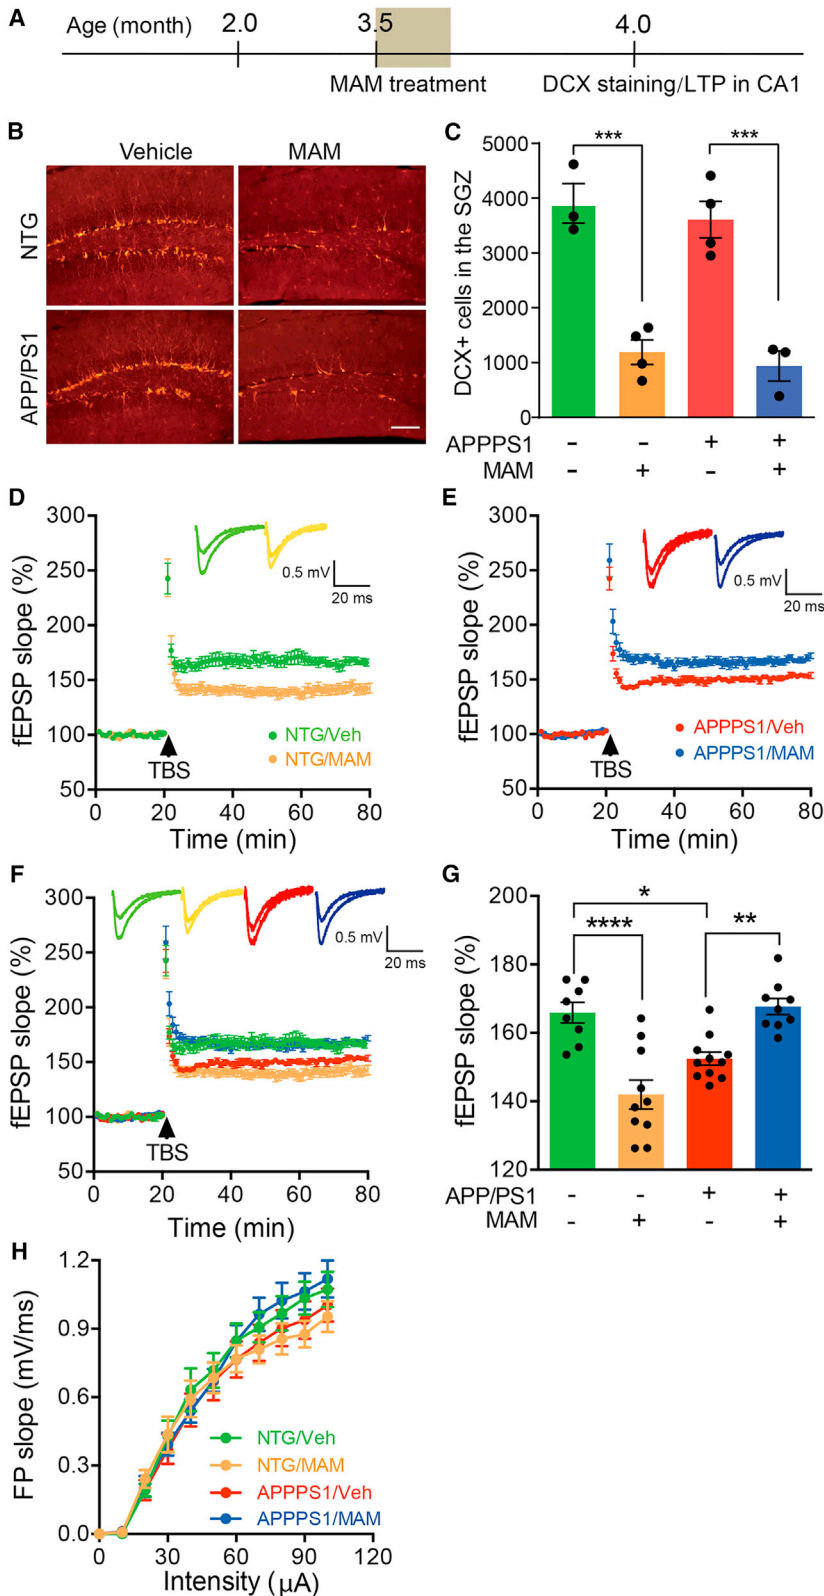 A
Age (month)
2.0
3.5
4.0
MAM treatment
DCX staining/LTP in CA1
B
Vehicle
MAM
NTG
APP/PS1
C
DCX+ cells in the SGZ
5000
4000
3000
2000
1000
0
***
***
APPPS1
-
-
+
+
MAM
-
+
-
+
D
fEPSP slope (%)
300
250
200
150
100
50
0.5 mV
20 ms
NTG/Veh
NTG/MAM
TBS
0
20
40
60
80
Time (min)
E
fEPSP slope (%)
300
250
200
150
100
50
0.5 mV
20 ms
APPPS1/Veh
APPPS1/MAM
TBS
0
20
40
60
80
Time (min)
F
fEPSP slope (%)
300
250
200
150
100
50
0.5 mV
20 ms
TBS
0
20
40
60
80
Time (min)
G
fEPSP slope (%)
200
180
160
140
120
*
****
**
APP/PS1
-
-
+
+
MAM
-
+
-
+
H
FP slope (mV/ms)
1.2
0.9
0.6
0.3
0.0
NTG/Veh
NTG/MAM
APPPS1/Veh
APPPS1/MAM
0
30
60
90
120
Intensity (µA)